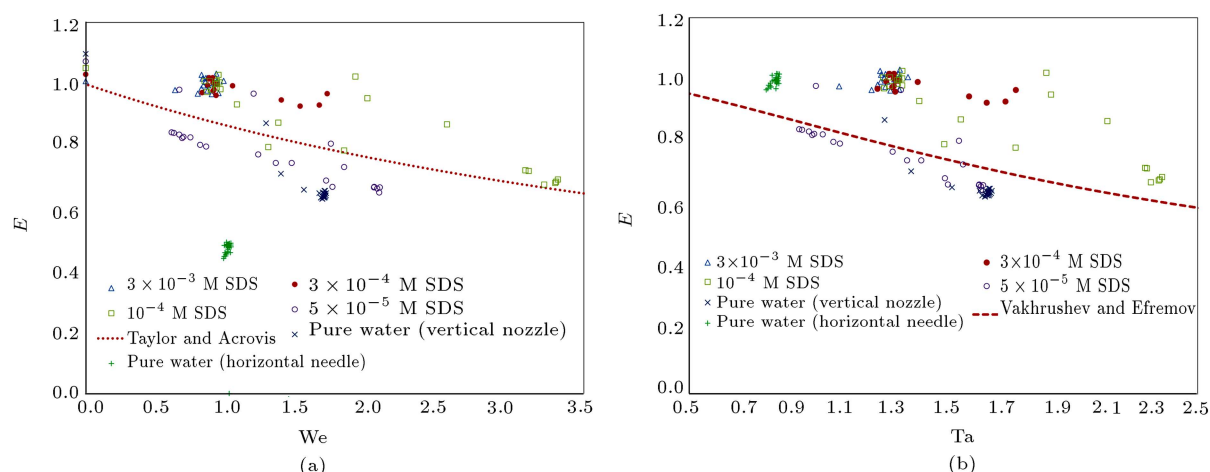 1.2
1.0
0.8
0.6
0.4
0.2
0.0
E
0.0 0.5 1.0 1.5 2.0 2.5 3.0 3.5
We
(a)
3 × 10⁻³ M SDS
10⁻⁴ M SDS
Taylor and Acrovis
Pure water (horizontal needle)
3 × 10⁻⁴ M SDS
5 × 10⁻⁵ M SDS
Pure water (vertical nozzle)
1.2
1.0
0.8
0.6
0.4
0.2
0.0
E
0.5 0.7 0.9 1.1 1.3 1.5 1.7 1.9 2. 1 2.3 2.5
Ta
(b)
3×10⁻³ M SDS
10⁻⁴ M SDS
Pure water (vertical nozzle)
Pure water (horizontal needle)
3×10⁻⁴ M SDS
5 × 10⁻⁵ M SDS
Vakhrushev and Efremov